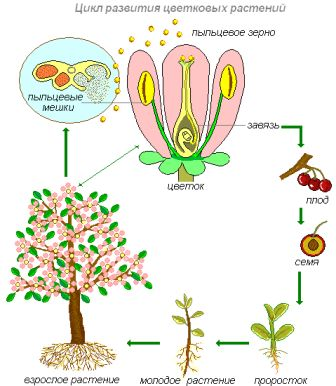 Цикл развития цветковых растений
пыльцевое зерно
пыльцевые
мешки
завязь
цветок
плод
семя
взрослое растение
молодое растение
проросток